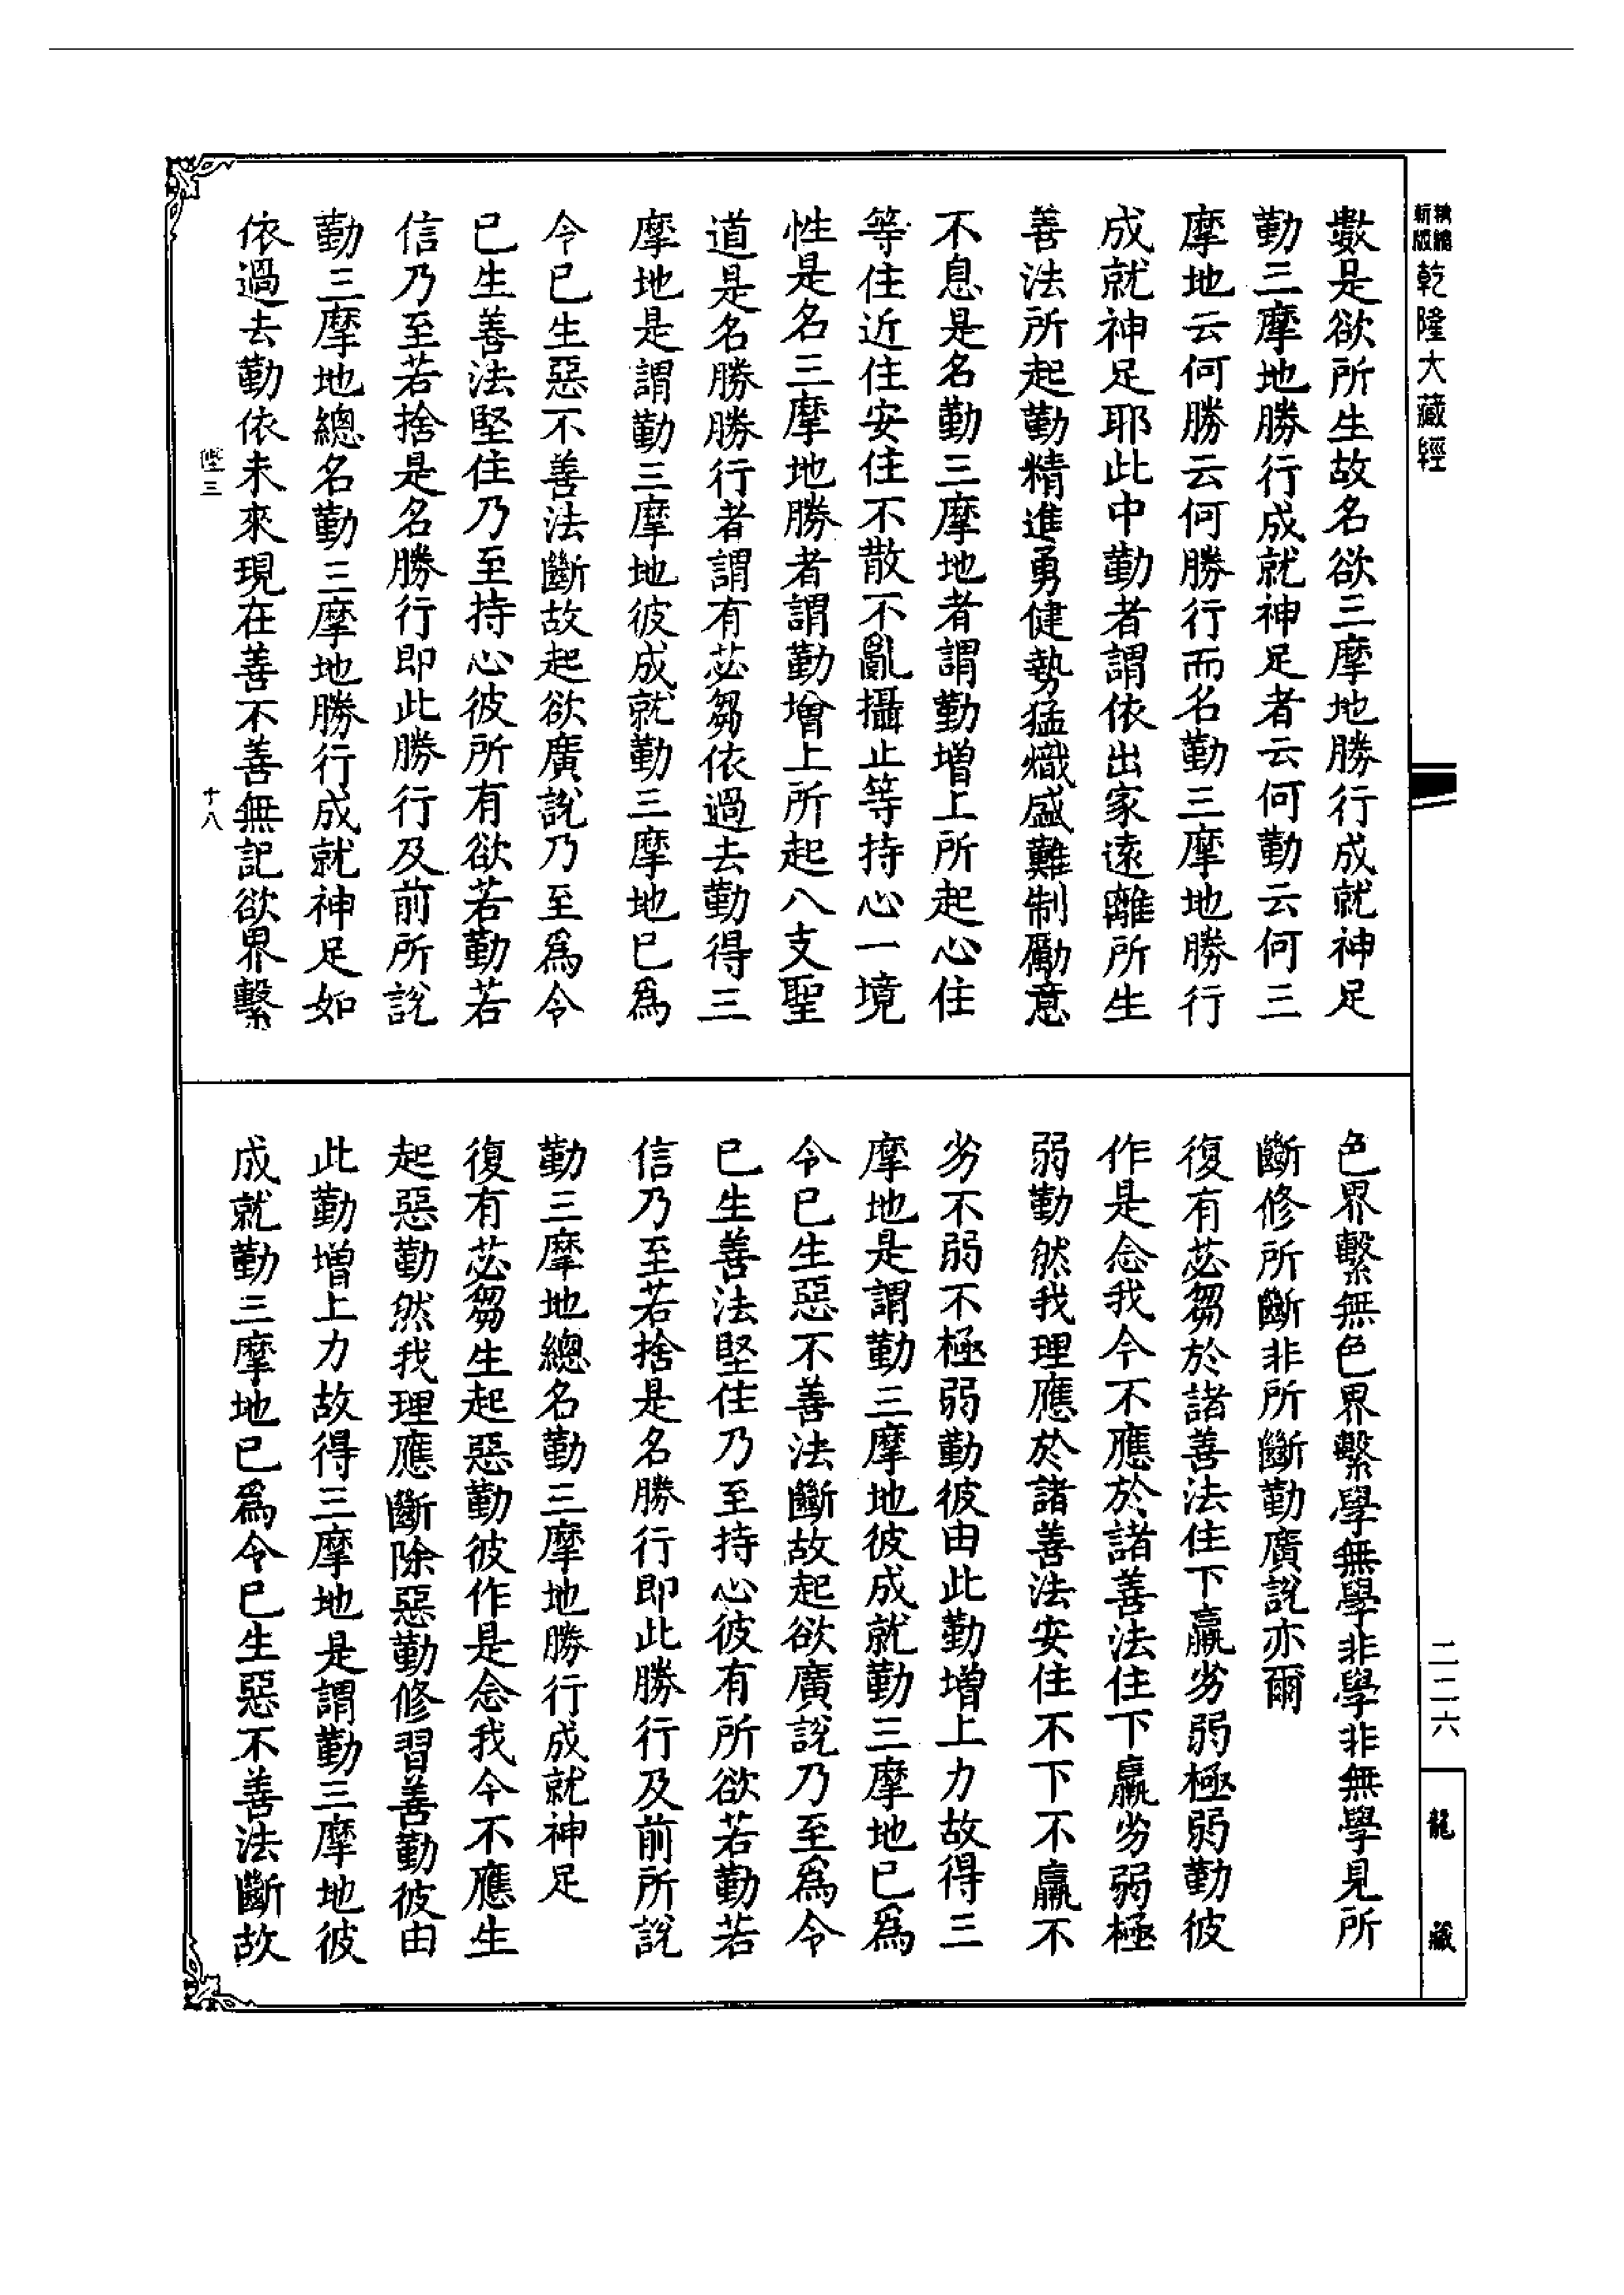 乾隆大藏經
數是欲所生故名欲三摩地勝行成就神足
勤三摩地勝行成就神足者云何勤云何三
摩地云何勝云何勝行而名勤三摩地勝行
成就神足耶此中勤者謂依出家遠離所生
善法所起勤精進勇健勢猛熾盛難制勵意
不息是名勤三摩地者謂勤增上所起心住
等住近住安住不散不亂攝止等持心一境
性是名三摩地勝者謂勤增上所起八支聖
道是名勝勝行者謂有苾芻依過去勤得三
摩地是謂勤三摩地彼成就勤三摩地已爲
令已生惡不善法斷故起欲廣說乃至爲令
已生善法堅住乃至持心彼所有欲若勤若
信乃至若捨是名勝行即此勝行及前所說
勤三摩地總名勤三摩地勝行成就神足如
依過去勤依未來現在善不善無記欲界繫
三
十八
色界繫無色界繫學無學非學非無學見所
斷修所斷非所斷勤廣說亦爾
復有苾芻於諸善法住下羸劣弱極弱勤彼
作是念我今不應於諸善法住下羸劣弱極
弱勤然我理應於諸善法安住不下不羸不
劣不弱不極弱勤彼由此勤增上力故得三
摩地是謂勤三摩地彼成就勤三摩地已爲
令已生惡不善法斷故起欲廣說乃至爲令
已生善法堅住乃至持心彼有所欲若勤若
信乃至若捨是名勝行即此勝行及前所說
勤三摩地總名勤三摩地勝行成就神足
復有苾芻生起惡勤彼作是念我今不應生
起惡勤然我理應斷除惡勤修習善勤彼由
此勤增上力故得三摩地是謂勤三摩地彼
成就勤三摩地已爲令已生惡不善法斷故
二二六
龍藏